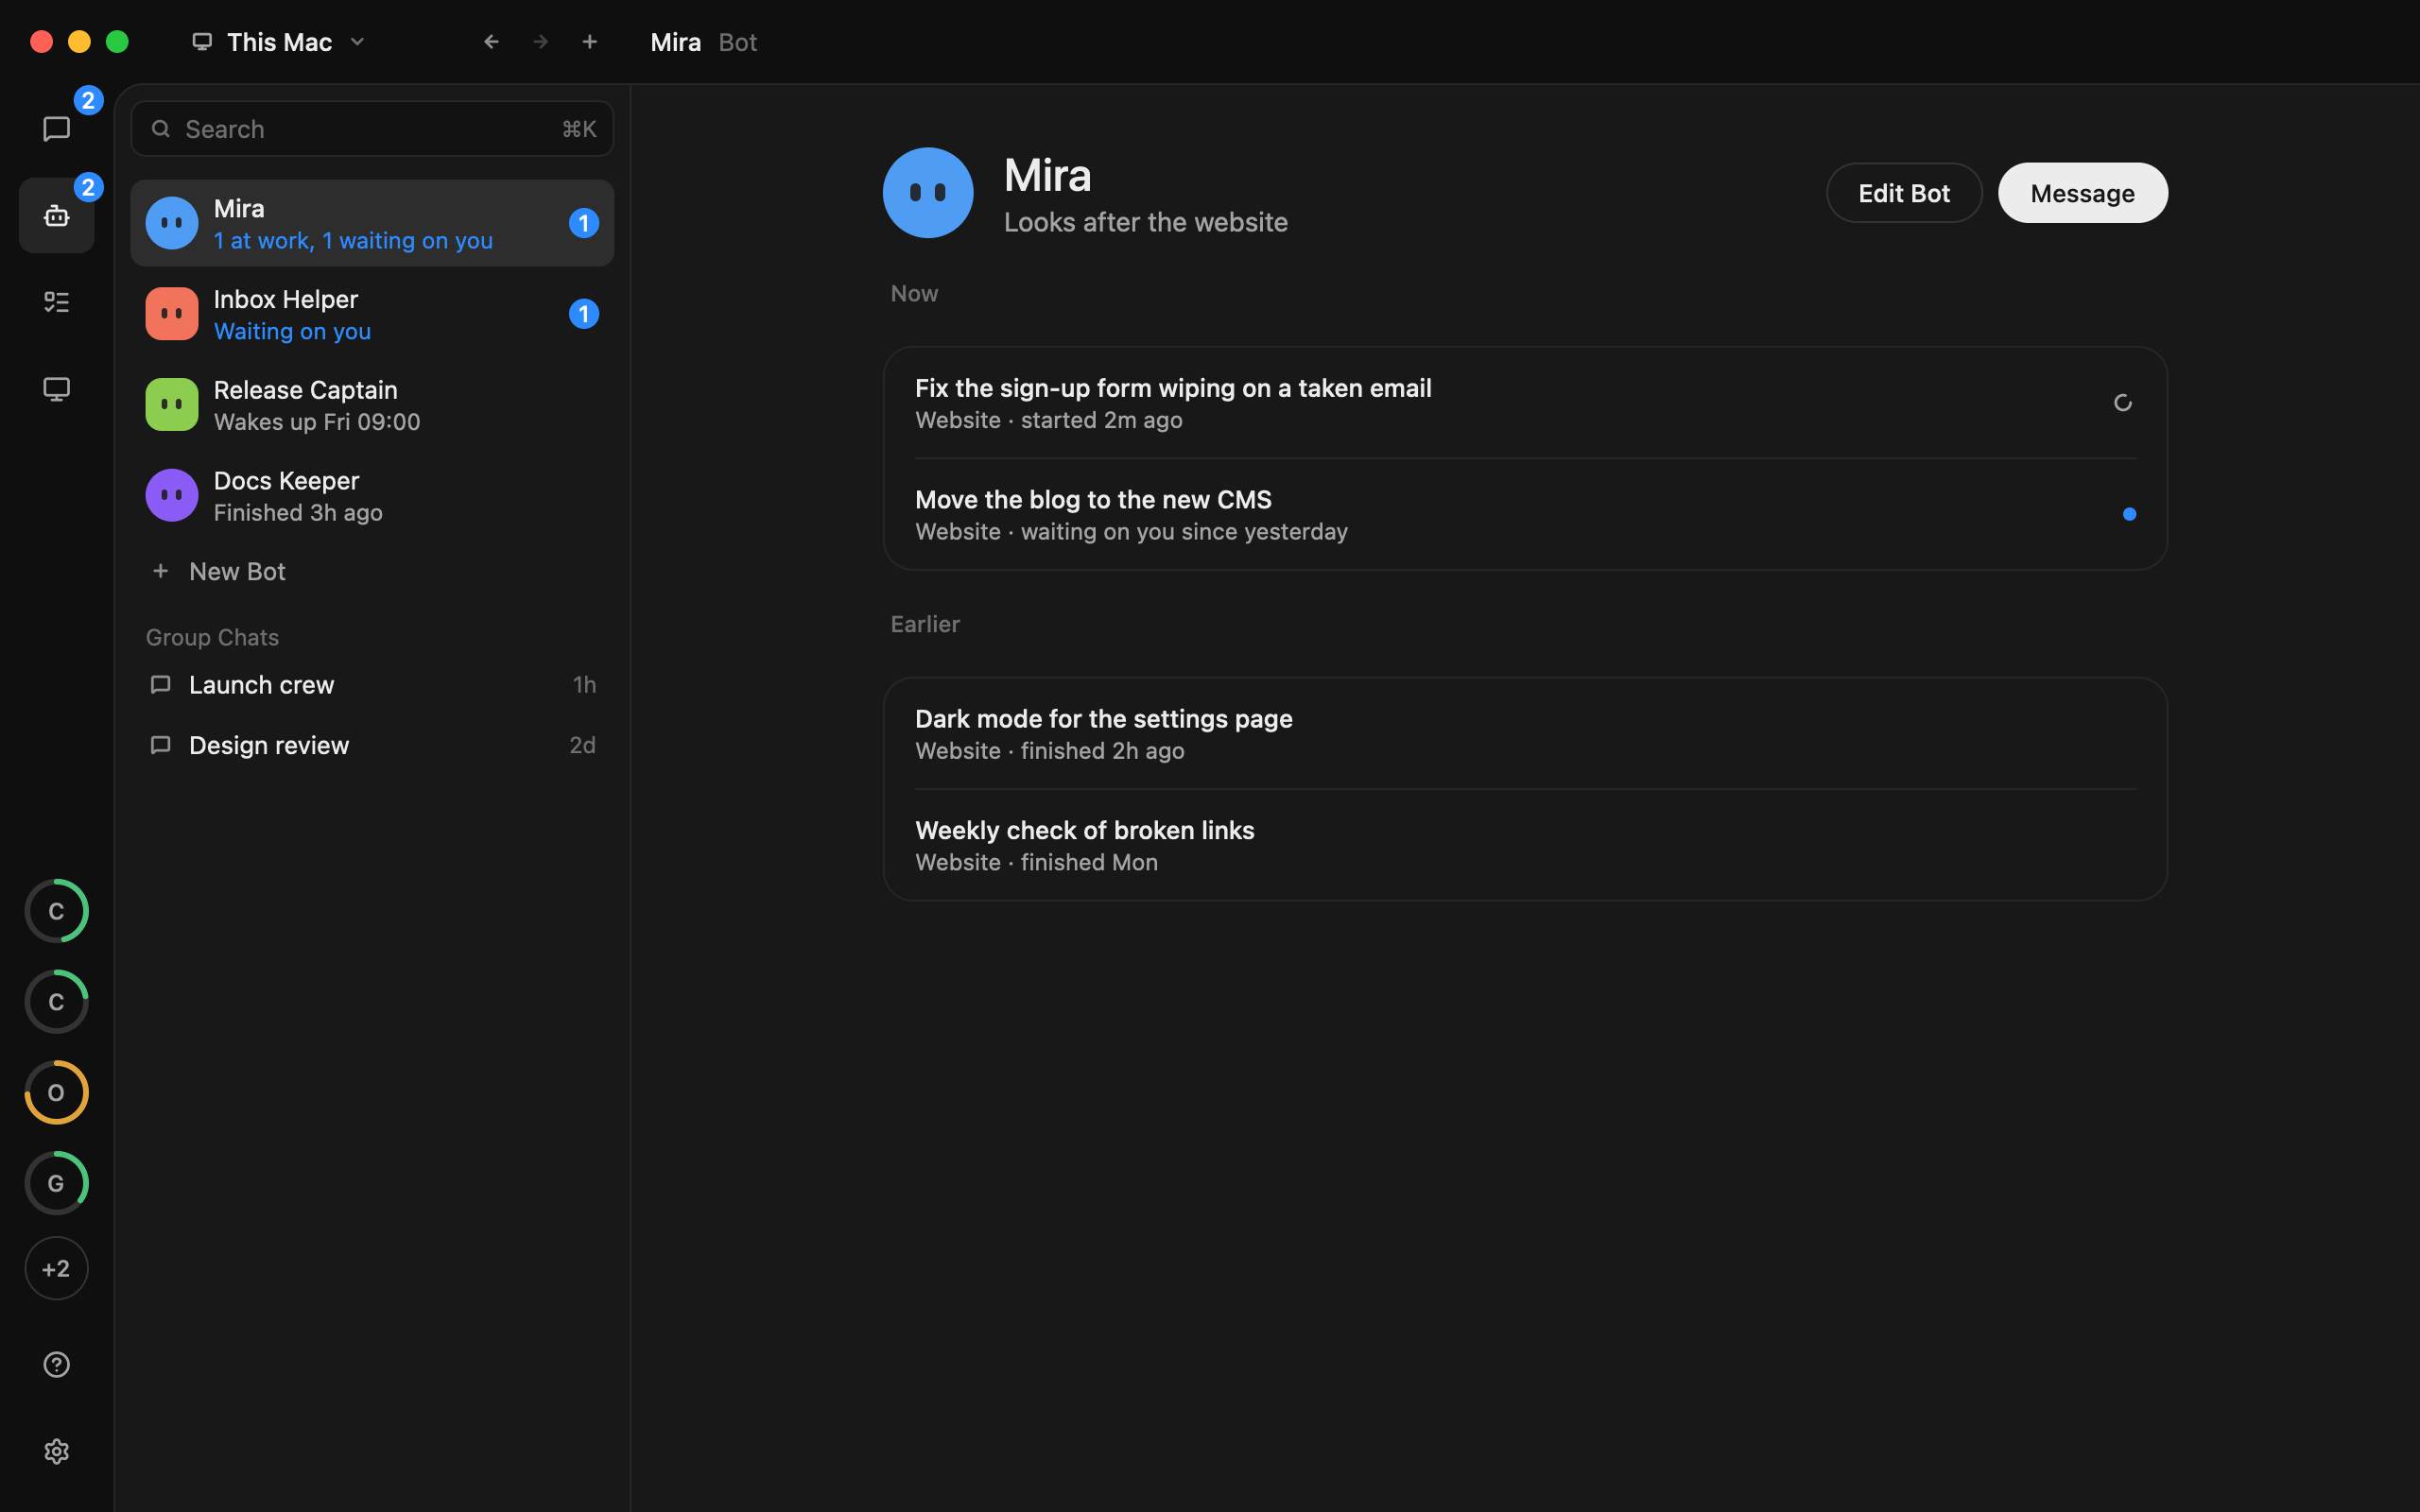 This Mac
Mira Bot
2
Search ⌘K
2
Mira
1 at work, 1 waiting on you
1
Inbox Helper
Waiting on you
1
Release Captain
Wakes up Fri 09:00
Docs Keeper
Finished 3h ago
New Bot
Group Chats
Launch crew 1h
Design review 2d
C
C
O
G
+2
Mira
Looks after the website
Edit Bot
Message
Now
Fix the sign-up form wiping on a taken email
Website · started 2m ago
Move the blog to the new CMS
Website · waiting on you since yesterday
Earlier
Dark mode for the settings page
Website · finished 2h ago
Weekly check of broken links
Website · finished Mon